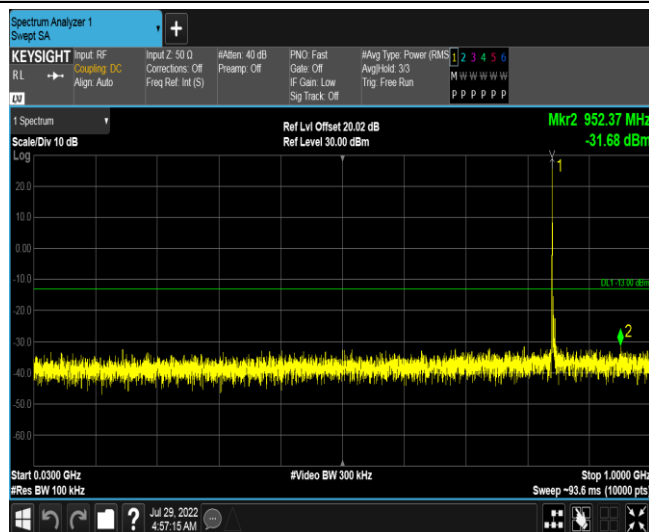 Spectrum Analyzer 1
Swept SA
+
KEYSIGHT
RL
LXI
Input: RF
Coupling: DC
Align: Auto
Input Z: 50 Ω
Corrections: Off
Freq Ref: Int (S)
#Atten: 40 dB
Preamp: Off
PNO: Fast
Gate: Off
IF Gain: Low
Sig Track: Off
#Avg Type: Power (RMS
Avg|Hold: 3/3
Trig: Free Run
1 2 3 4 5 6
M W W W W W
P P P P P P
1 Spectrum
Scale/Div 10 dB
Log
Ref Lvl Offset 20.02 dB
Ref Level 30.00 dBm
Mkr2 952.37 MHz
-31.68 dBm
1
20.0
10.0
0.00
-10.0
DL1 -13.00 dBm
-20.0
2
-30.0
-40.0
-50.0
-60.0
Start 0.0300 GHz
#Res BW 100 kHz
#Video BW 300 kHz
Stop 1.0000 GHz
Sweep ~93.6 ms (10000 pts)
?
Jul 29, 2022
4:57:15 AM